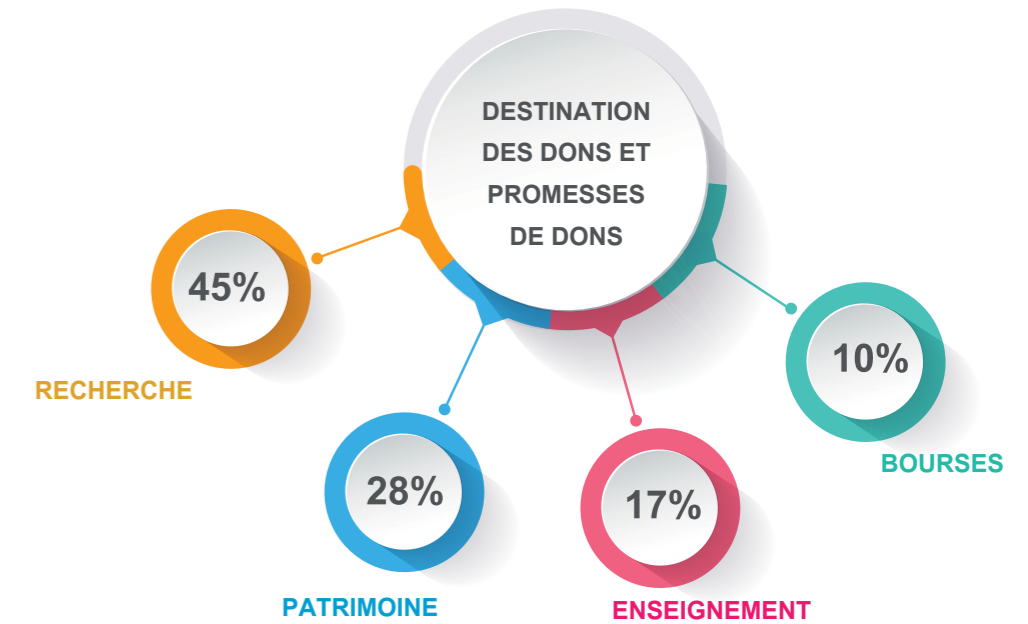 DESTINATION
DES DONS ET
PROMESSES
DE DONS
45%
RECHERCHE
28%
PATRIMOINE
17%
ENSEIGNEMENT
10%
BOURSES